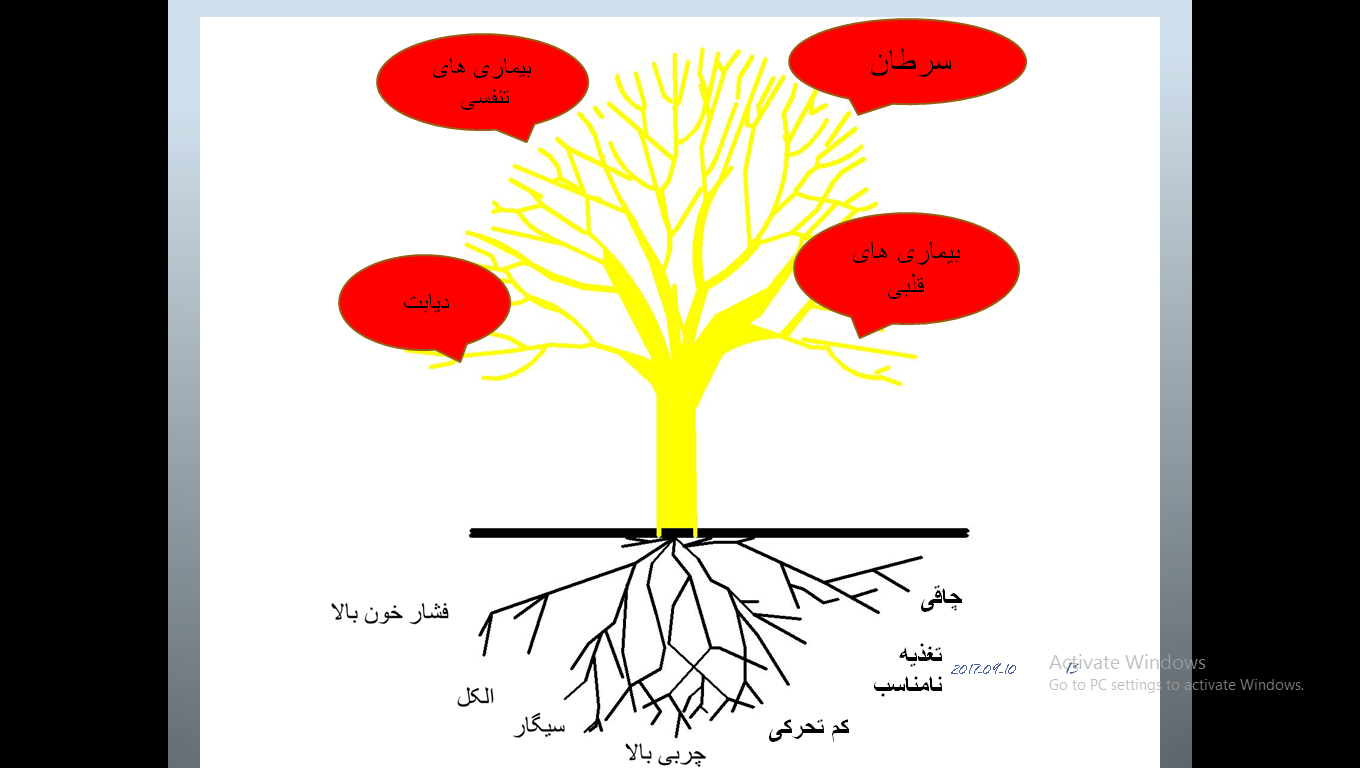 سرطان
بیماری های
تنفسی
بیماری های
قلبی
دیابت
چاقی
فشار خون بالا
تغذیه
نامناسب
2017-09-10
13
Activate Windows
Go to PC settings to activate Windows.
الکل
سیگار
کم تحرکی
چربی بالا